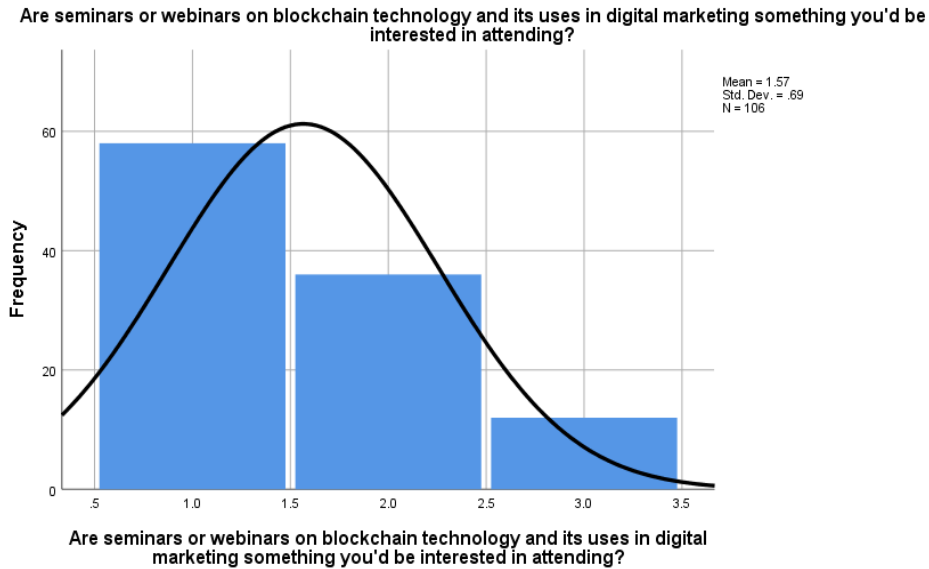 Are seminars or webinars on blockchain technology and its uses in digital marketing something you'd be
interested in attending?
Mean = 1.57
Std. Dev. = .69
N = 106
60
40
20
0
Frequency
.5 1.0 1.5 2.0 2.5 3.0 3.5
Are seminars or webinars on blockchain technology and its uses in digital
marketing something you'd be interested in attending?